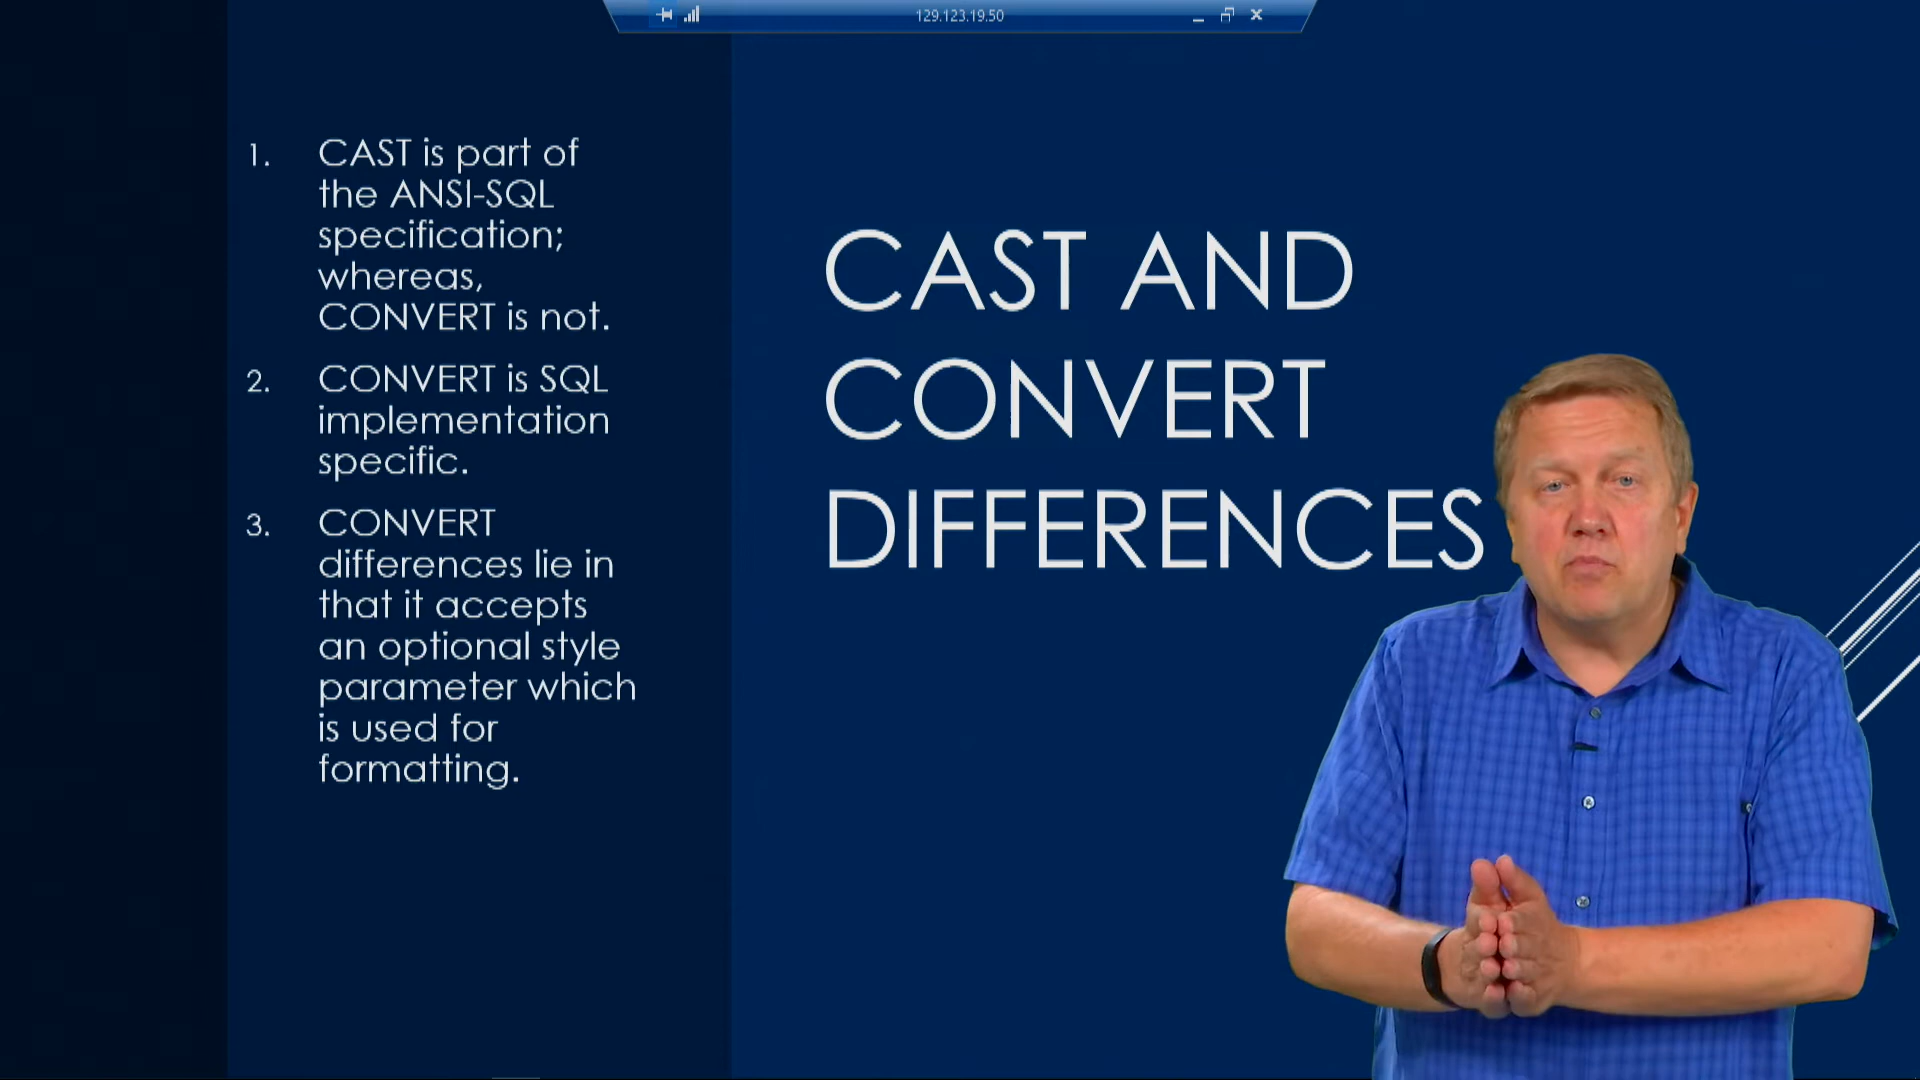 129.123.19.50
1. CAST is part of
the ANSI-SQL
specification;
whereas,
CONVERT is not.
2. CONVERT is SQL
implementation
specific.
3. CONVERT
differences lie in
that it accepts
an optional style
parameter which
is used for
formatting.
CAST AND
CONVERT
DIFFERENCES